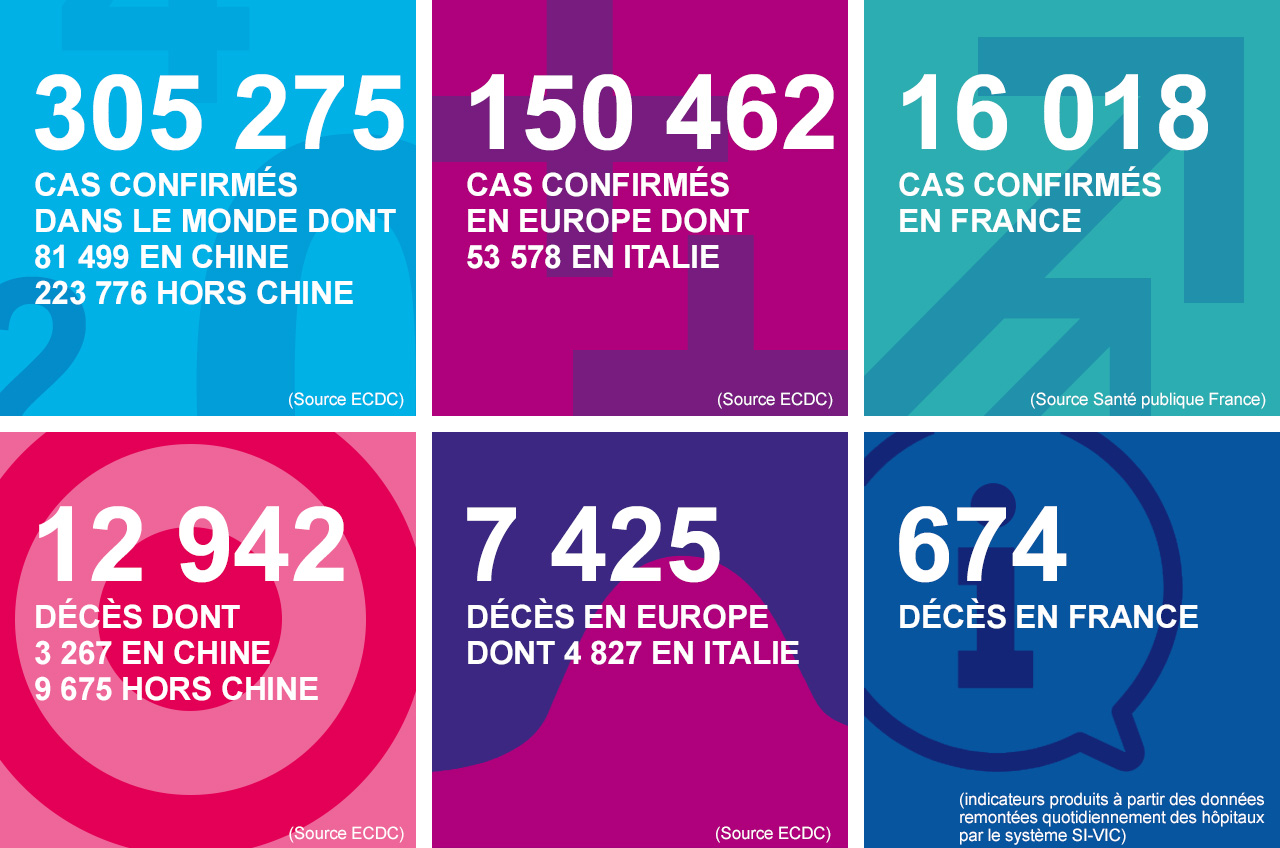 305 275
CAS CONFIRMÉS
DANS LE MONDE DONT
81 499 EN CHINE
223 776 HORS CHINE
(Source ECDC)
150 462
CAS CONFIRMÉS
EN EUROPE DONT
53 578 EN ITALIE
(Source ECDC)
16 018
CAS CONFIRMÉS
EN FRANCE
(Source Santé publique France)
12 942
DÉCÈS DONT
3 267 EN CHINE
9 675 HORS CHINE
(Source ECDC)
7 425
DÉCÈS EN EUROPE
DONT 4 827 EN ITALIE
(Source ECDC)
674
DÉCÈS EN FRANCE
(indicateurs produits à partir des données
remontées quotidiennement des hôpitaux
par le système SI-VIC)